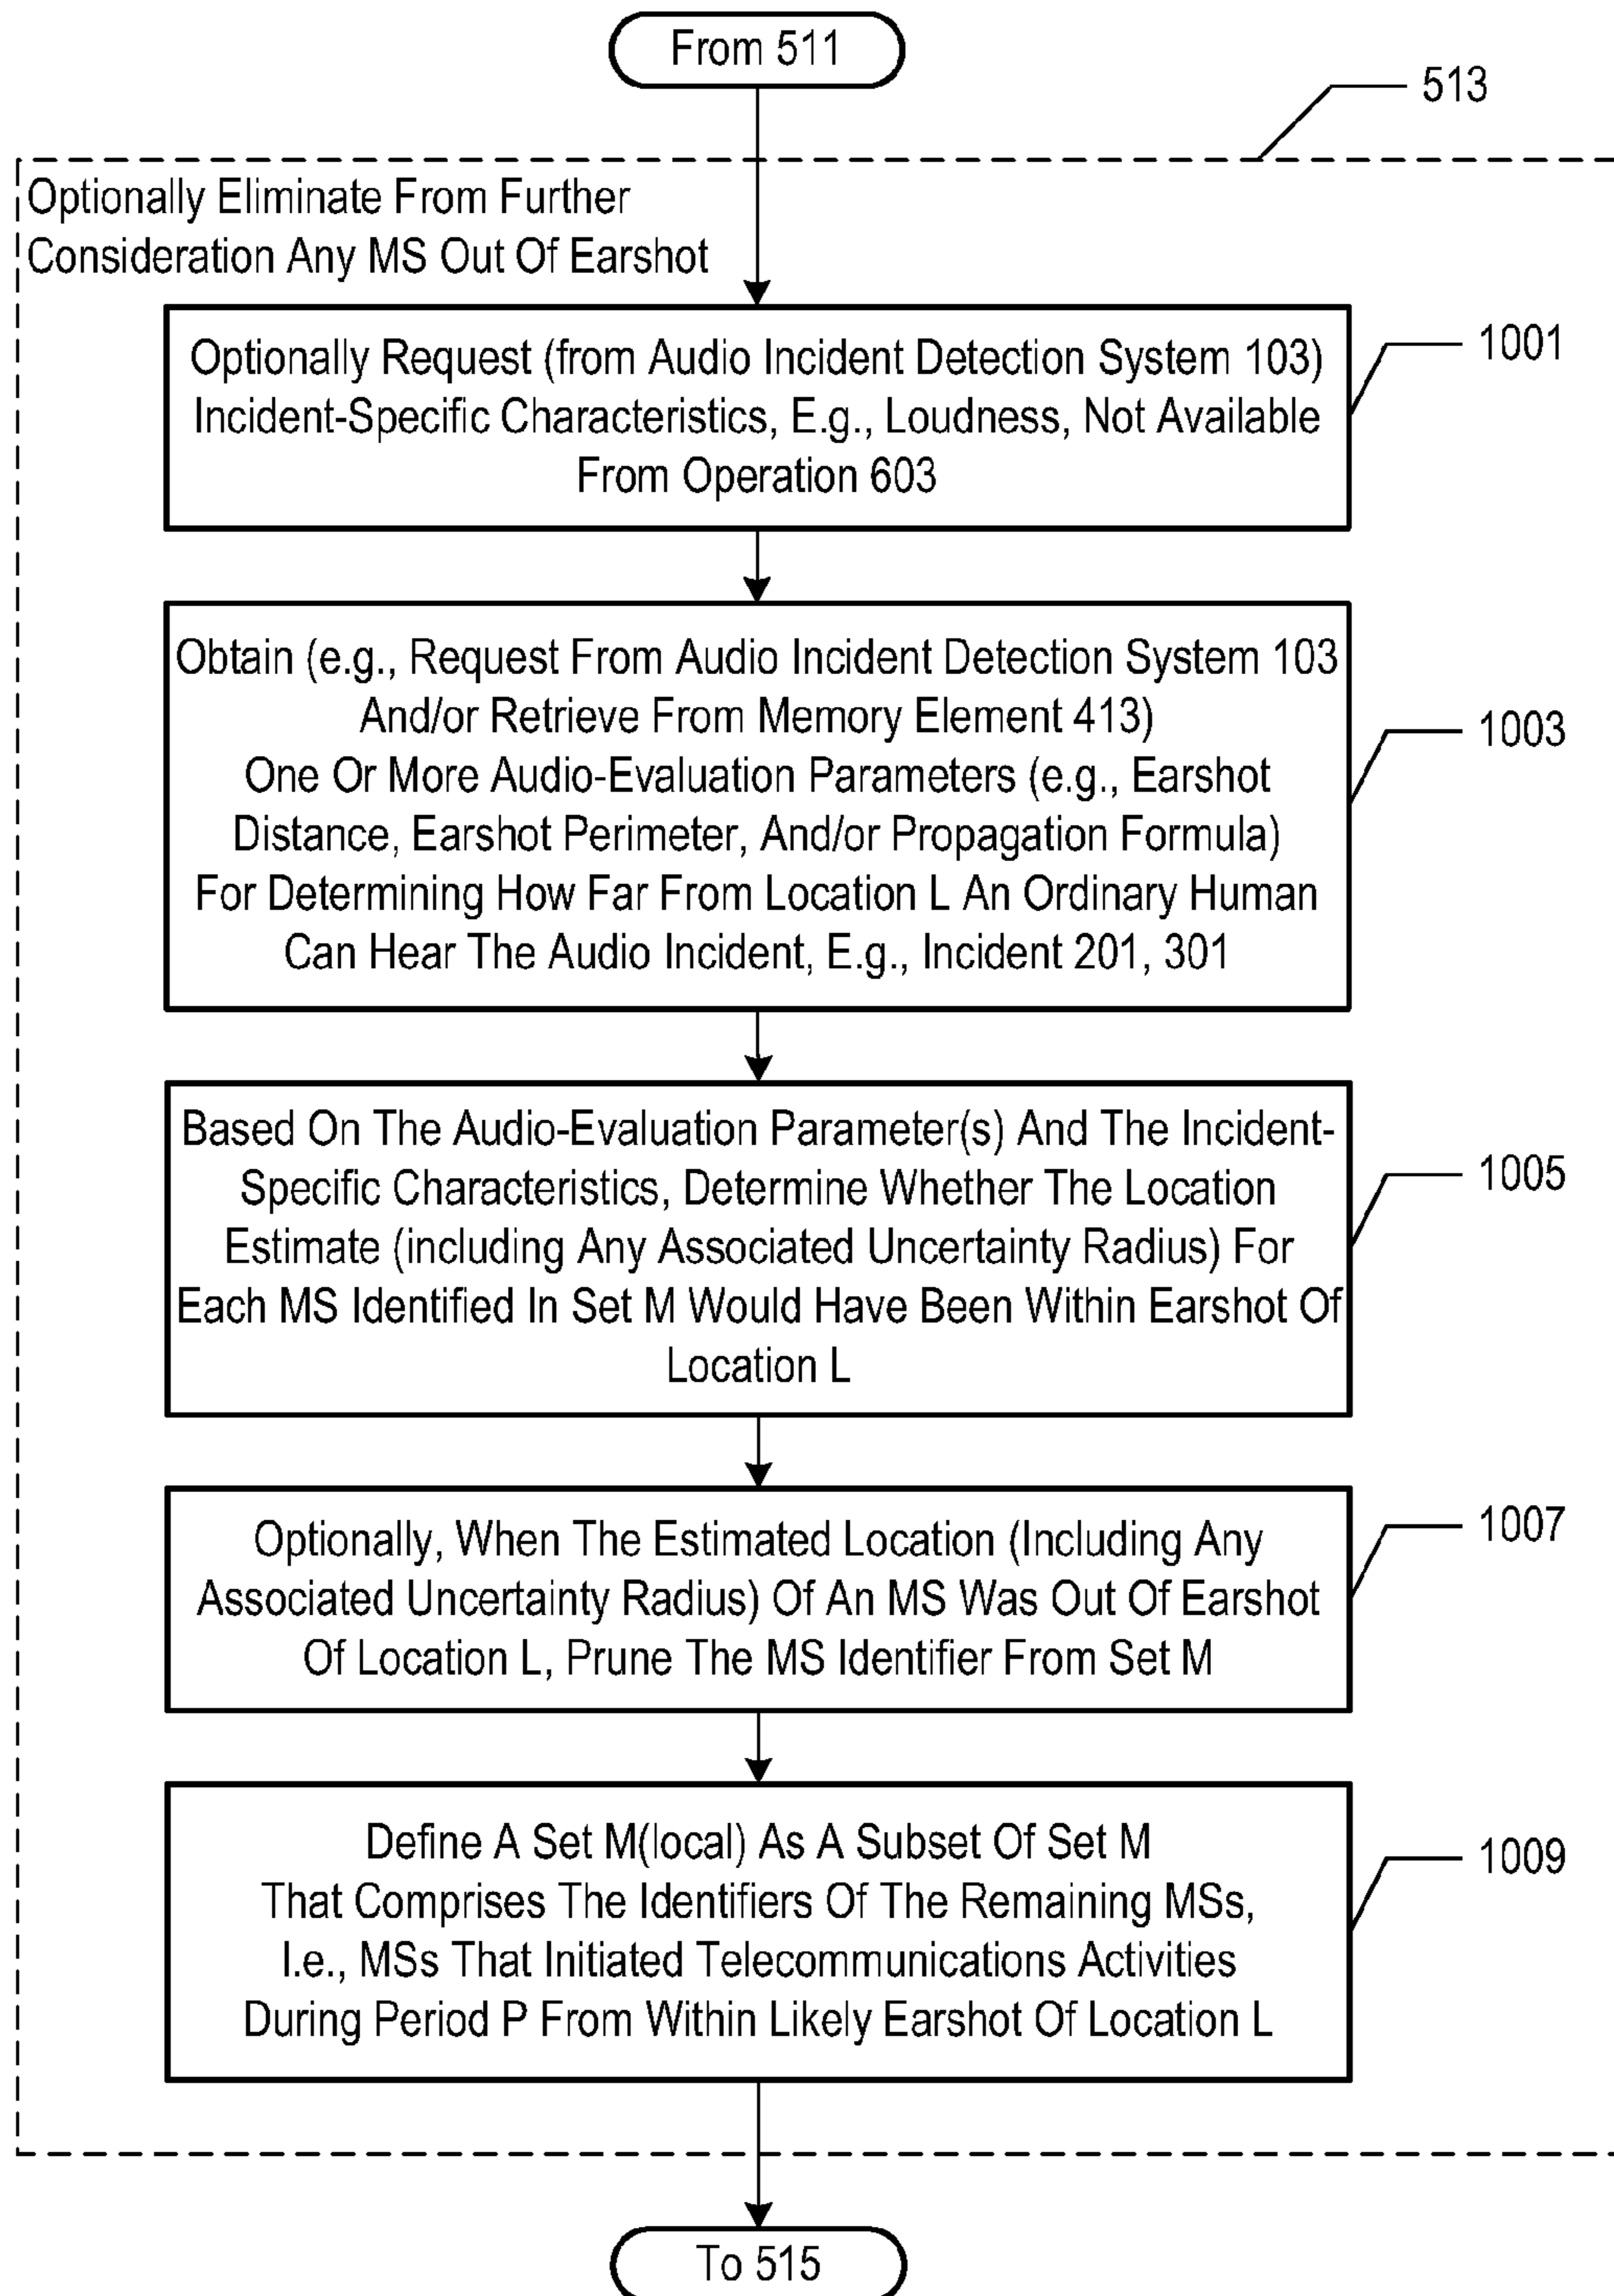 From 511
513
Optionally Eliminate From Further
Consideration Any MS Out Of Earshot
Optionally Request (from Audio Incident Detection System 103)
Incident-Specific Characteristics, E.g., Loudness, Not Available
From Operation 603
1001
Obtain (e.g., Request From Audio Incident Detection System 103
And/or Retrieve From Memory Element 413)
One Or More Audio-Evaluation Parameters (e.g., Earshot
Distance, Earshot Perimeter, And/or Propagation Formula)
For Determining How Far From Location L An Ordinary Human
Can Hear The Audio Incident, E.g., Incident 201, 301
1003
Based On The Audio-Evaluation Parameter(s) And The Incident-
Specific Characteristics, Determine Whether The Location
Estimate (including Any Associated Uncertainty Radius) For
Each MS Identified In Set M Would Have Been Within Earshot Of
Location L
1005
Optionally, When The Estimated Location (Including Any
Associated Uncertainty Radius) Of An MS Was Out Of Earshot
Of Location L, Prune The MS Identifier From Set M
1007
Define A Set M(local) As A Subset Of Set M
That Comprises The Identifiers Of The Remaining MSs,
I.e., MSs That Initiated Telecommunications Activities
During Period P From Within Likely Earshot Of Location L
1009
To 515